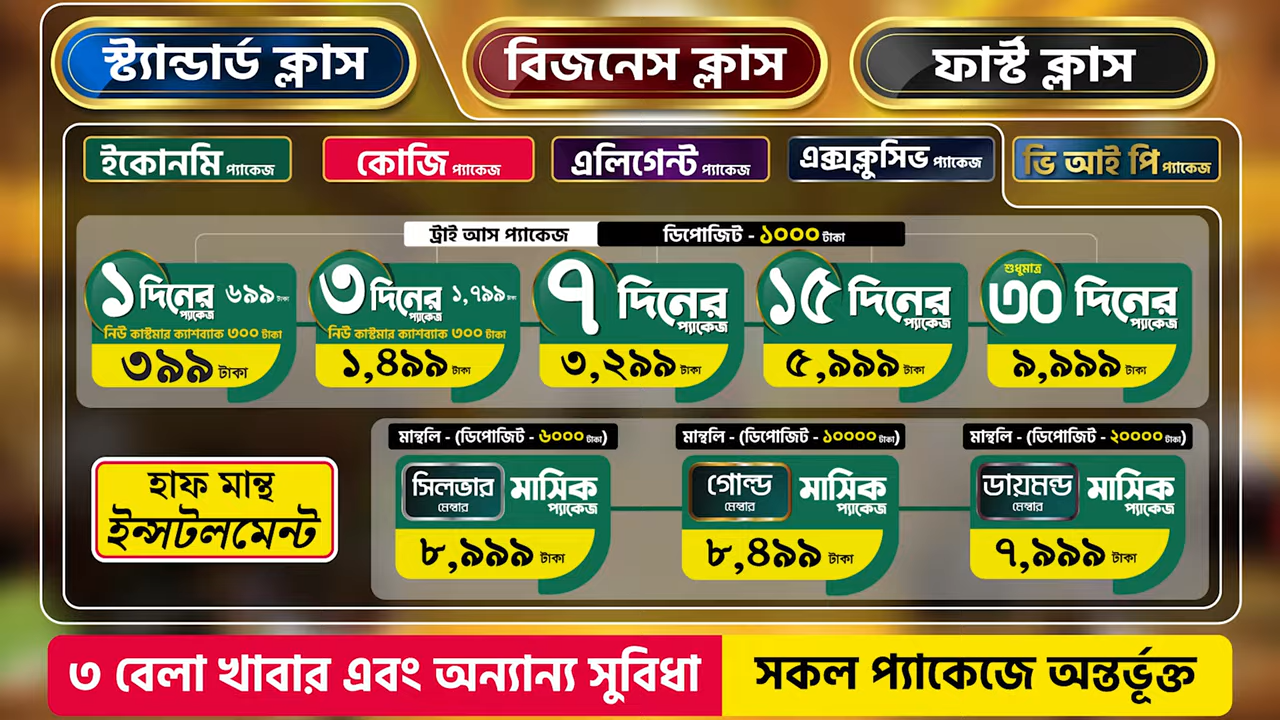 স্ট্যান্ডার্ড ক্লাস
বিজনেস ক্লাস
ফার্স্ট ক্লাস
ইকোনমি প্যাকেজ
কোজি প্যাকেজ
এলিগেন্ট প্যাকেজ
এক্সক্লুসিভ প্যাকেজ
ভি আই পি প্যাকেজ
ট্রাই আস প্যাকেজ
ডিপোজিট - ১০০০ টাকা
১ দিনের প্যাকেজ ৬৯৯ টাকা
নিউ কাস্টমার ক্যাশব্যাক ৩০০ টাকা
৩৯৯ টাকা
৩ দিনের প্যাকেজ ১,৭৯৯ টাকা
নিউ কাস্টমার ক্যাশব্যাক ৩০০ টাকা
১,৪৯৯ টাকা
৭ দিনের প্যাকেজ
৩,২৯৯ টাকা
১৫ দিনের প্যাকেজ
৫,৯৯৯ টাকা
শুধুমাত্র
৩০ দিনের প্যাকেজ
৯,৯৯৯ টাকা
হাফ মান্থ
ইন্সটলমেন্ট
মান্থলি - (ডিপোজিট - ৬০০০ টাকা)
সিলভার মেম্বার
মাসিক প্যাকেজ
৮,৯৯৯ টাকা
মান্থলি - (ডিপোজিট - ১০০০০ টাকা)
গোল্ড মেম্বার
মাসিক প্যাকেজ
৮,৪৯৯ টাকা
মান্থলি - (ডিপোজিট - ২০০০০ টাকা)
ডায়মন্ড মেম্বার
মাসিক প্যাকেজ
৭,৯৯৯ টাকা
৩ বেলা খাবার এবং অন্যান্য সুবিধা
সকল প্যাকেজে অন্তর্ভূক্ত